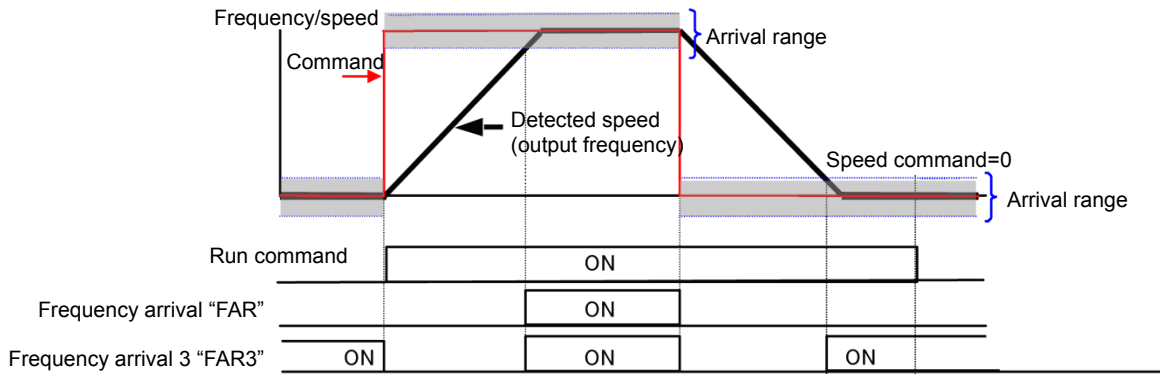 Frequency/speed
Arrival range
Command
Detected speed
(output frequency)
Speed command=0
Arrival range
Run command
ON
Frequency arrival “FAR”
ON
Frequency arrival 3 “FAR3”
ON
ON
ON